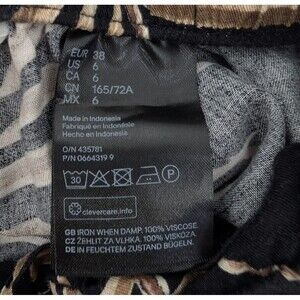 EUR 38
US 6
CA 6
CN 165/72A
MX 6
Made in Indonesia
Fabriqué en Indonésie
Hecho en Indonesia
O/N 435781
P/N 0664319 9
30
P
clevercare.info
GB IRON WHEN DAMP, 100% VISCOSE
CZ ŽEHLIT ZA VLHKA, 100% VISKÓZA
DE IN FEUCHTEM ZUSTAND BÜGELN,